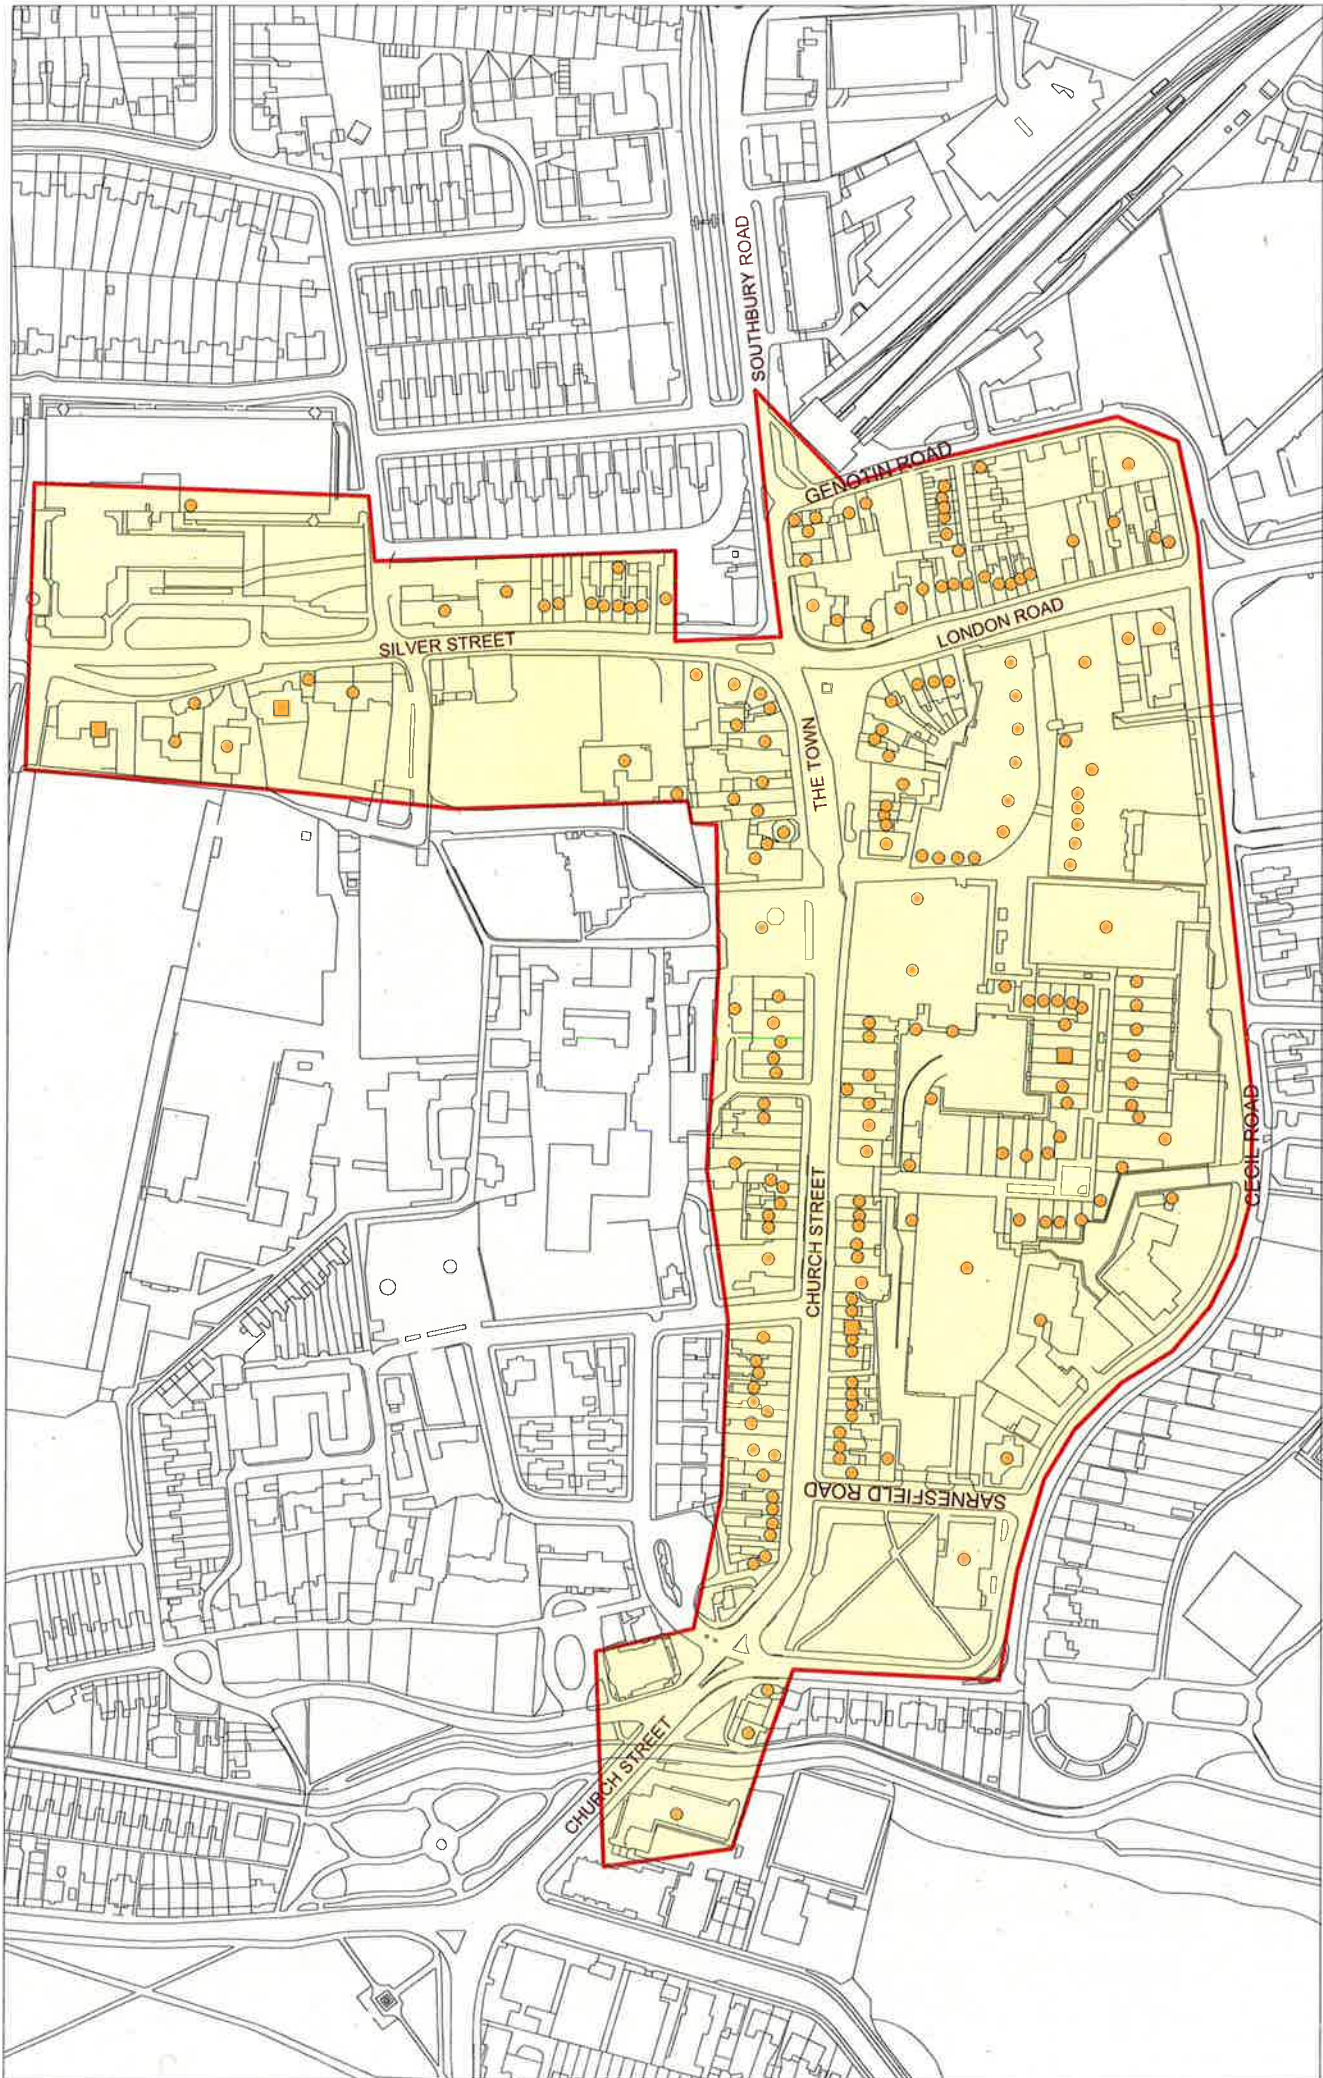 SOUTHBURY ROAD
GENOTIN ROAD
LONDON ROAD
SILVER STREET
THE TOWN
CECIL ROAD
CHURCH STREET
SARNESFIELD ROAD
CHURCH STREET